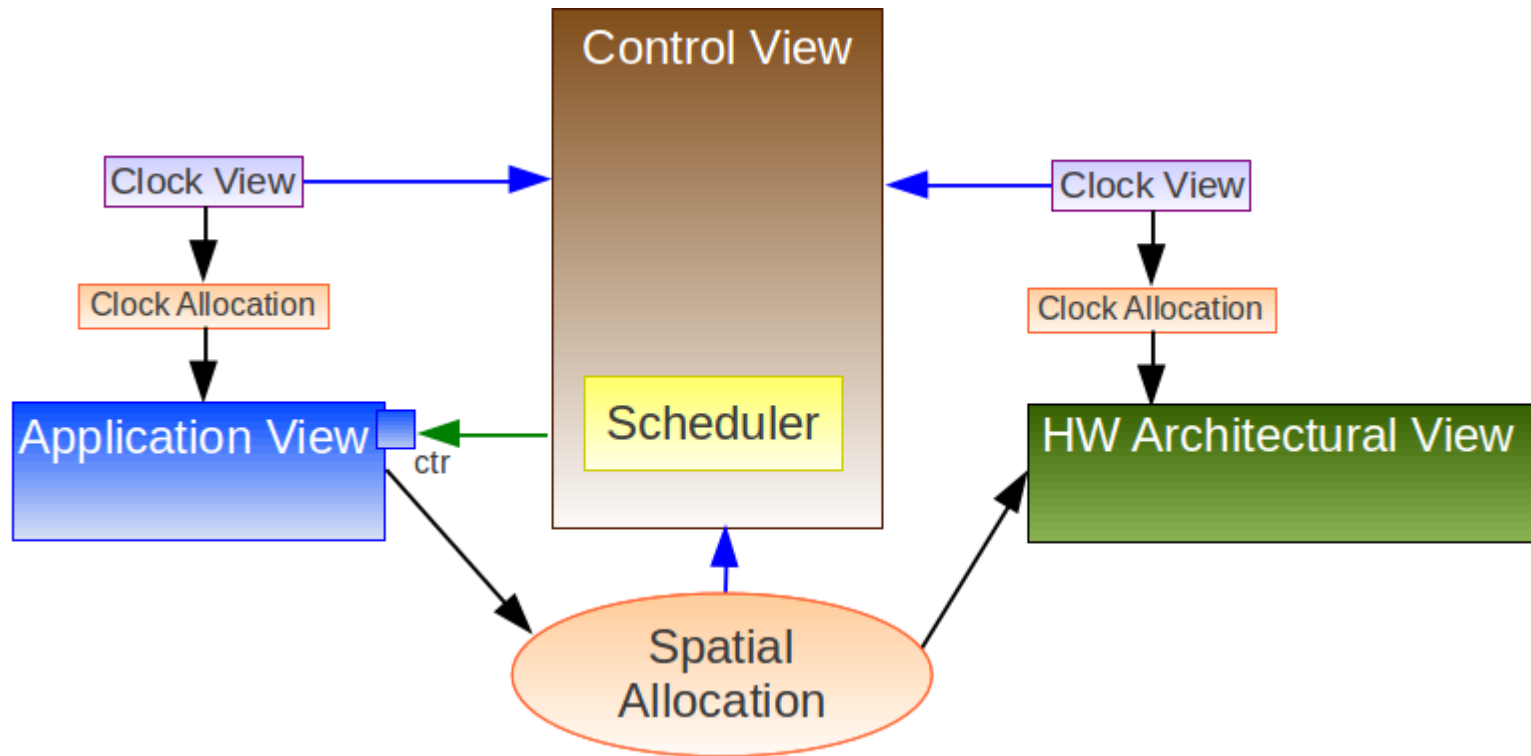 Control View
Clock View
Clock View
Clock Allocation
Clock Allocation
Scheduler
Application View
ctr
HW Architectural View
Spatial
Allocation